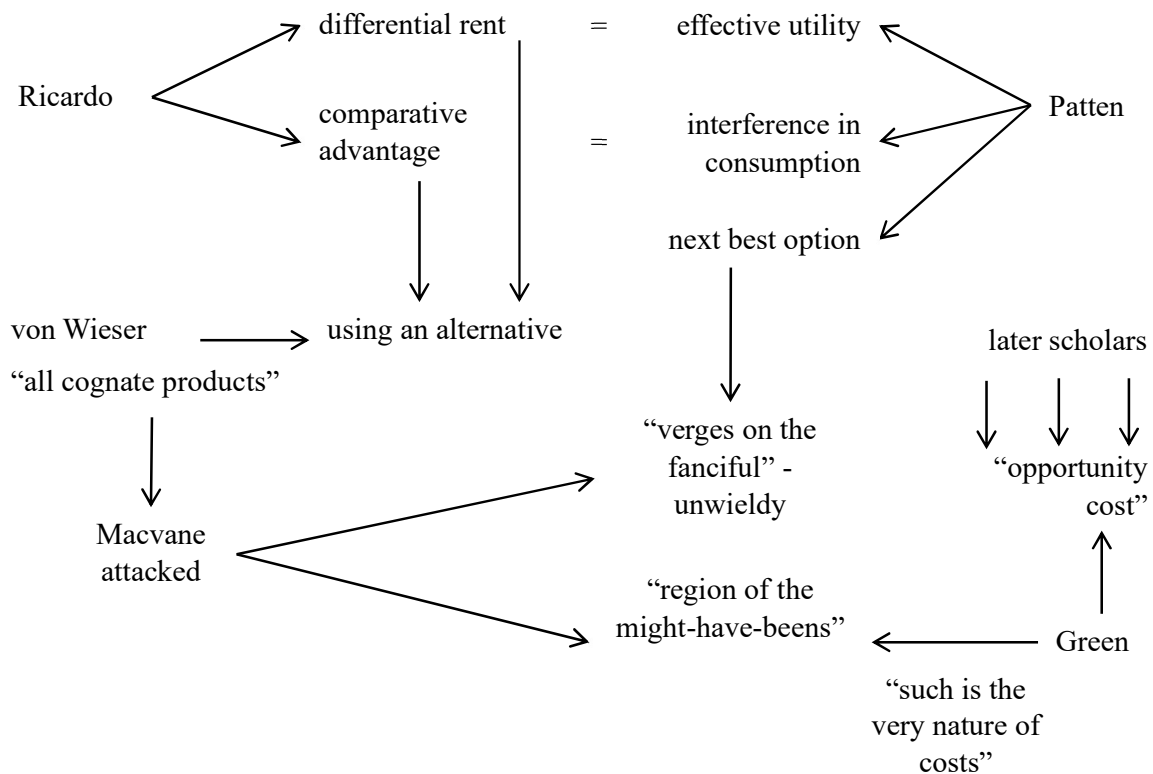 differential rent = effective utility
Ricardo
Patten
comparative
advantage
=
interference in
consumption
next best option
von Wieser
using an alternative
later scholars
“all cognate products”
“verges on the
fanciful” -
unwieldy
“opportunity
cost”
Macvane
attacked
“region of the
might-have-beens”
Green
“such is the
very nature of
costs”